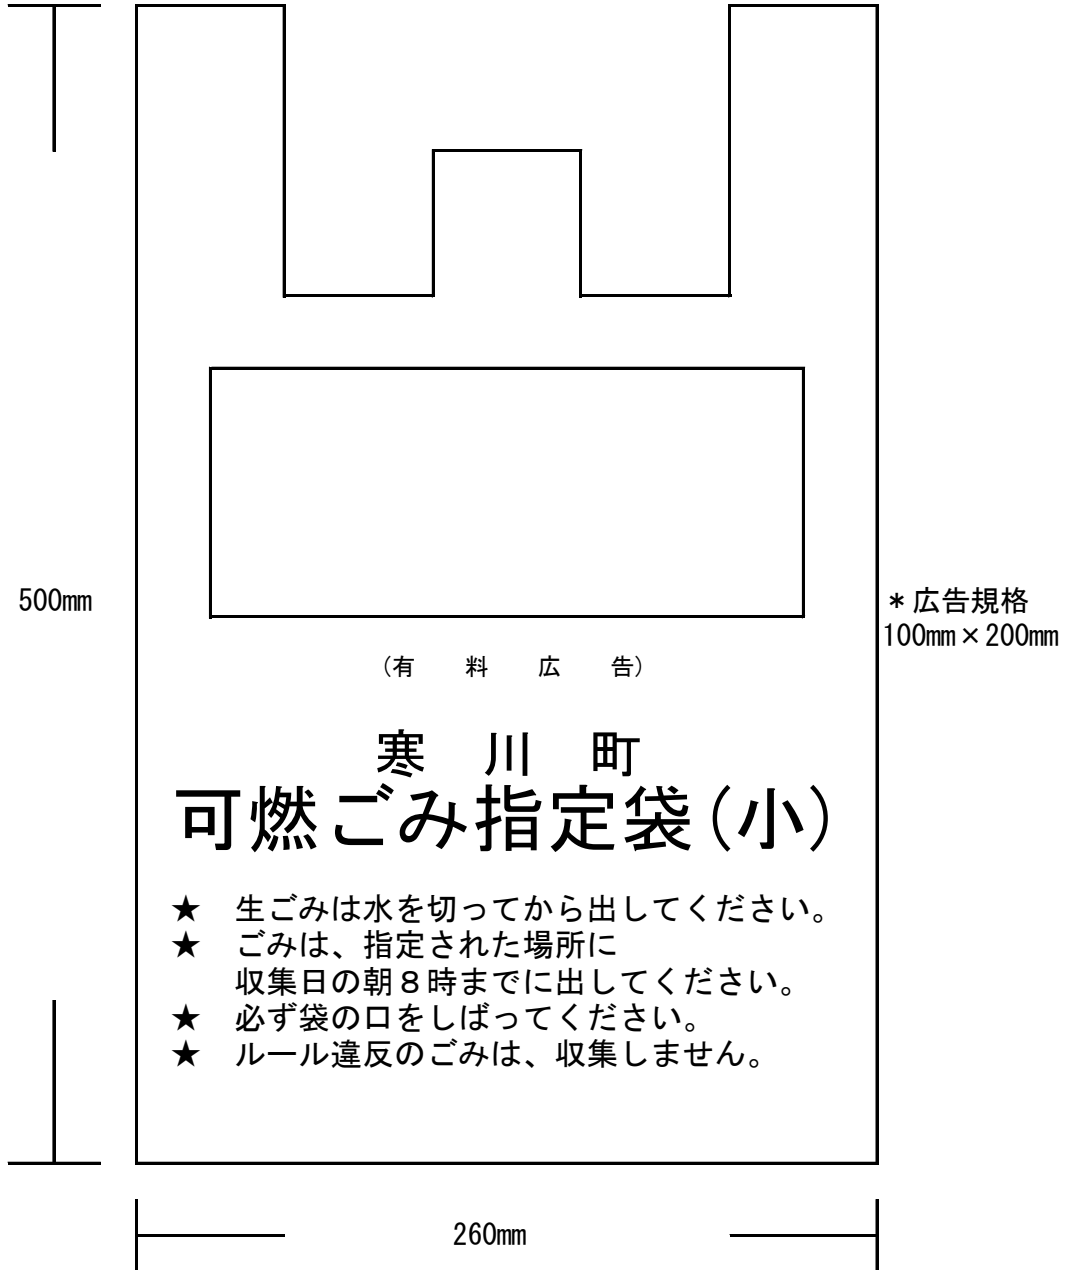 500mm
＊広告規格
100mm×200mm
（有　料　広　告）
寒　川　町
可燃ごみ指定袋（小）
★　生ごみは水を切ってから出してください。
★　ごみは、指定された場所に
収集日の朝８時までに出してください。
★　必ず袋の口をしばってください。
★　ルール違反のごみは、収集しません。
260mm